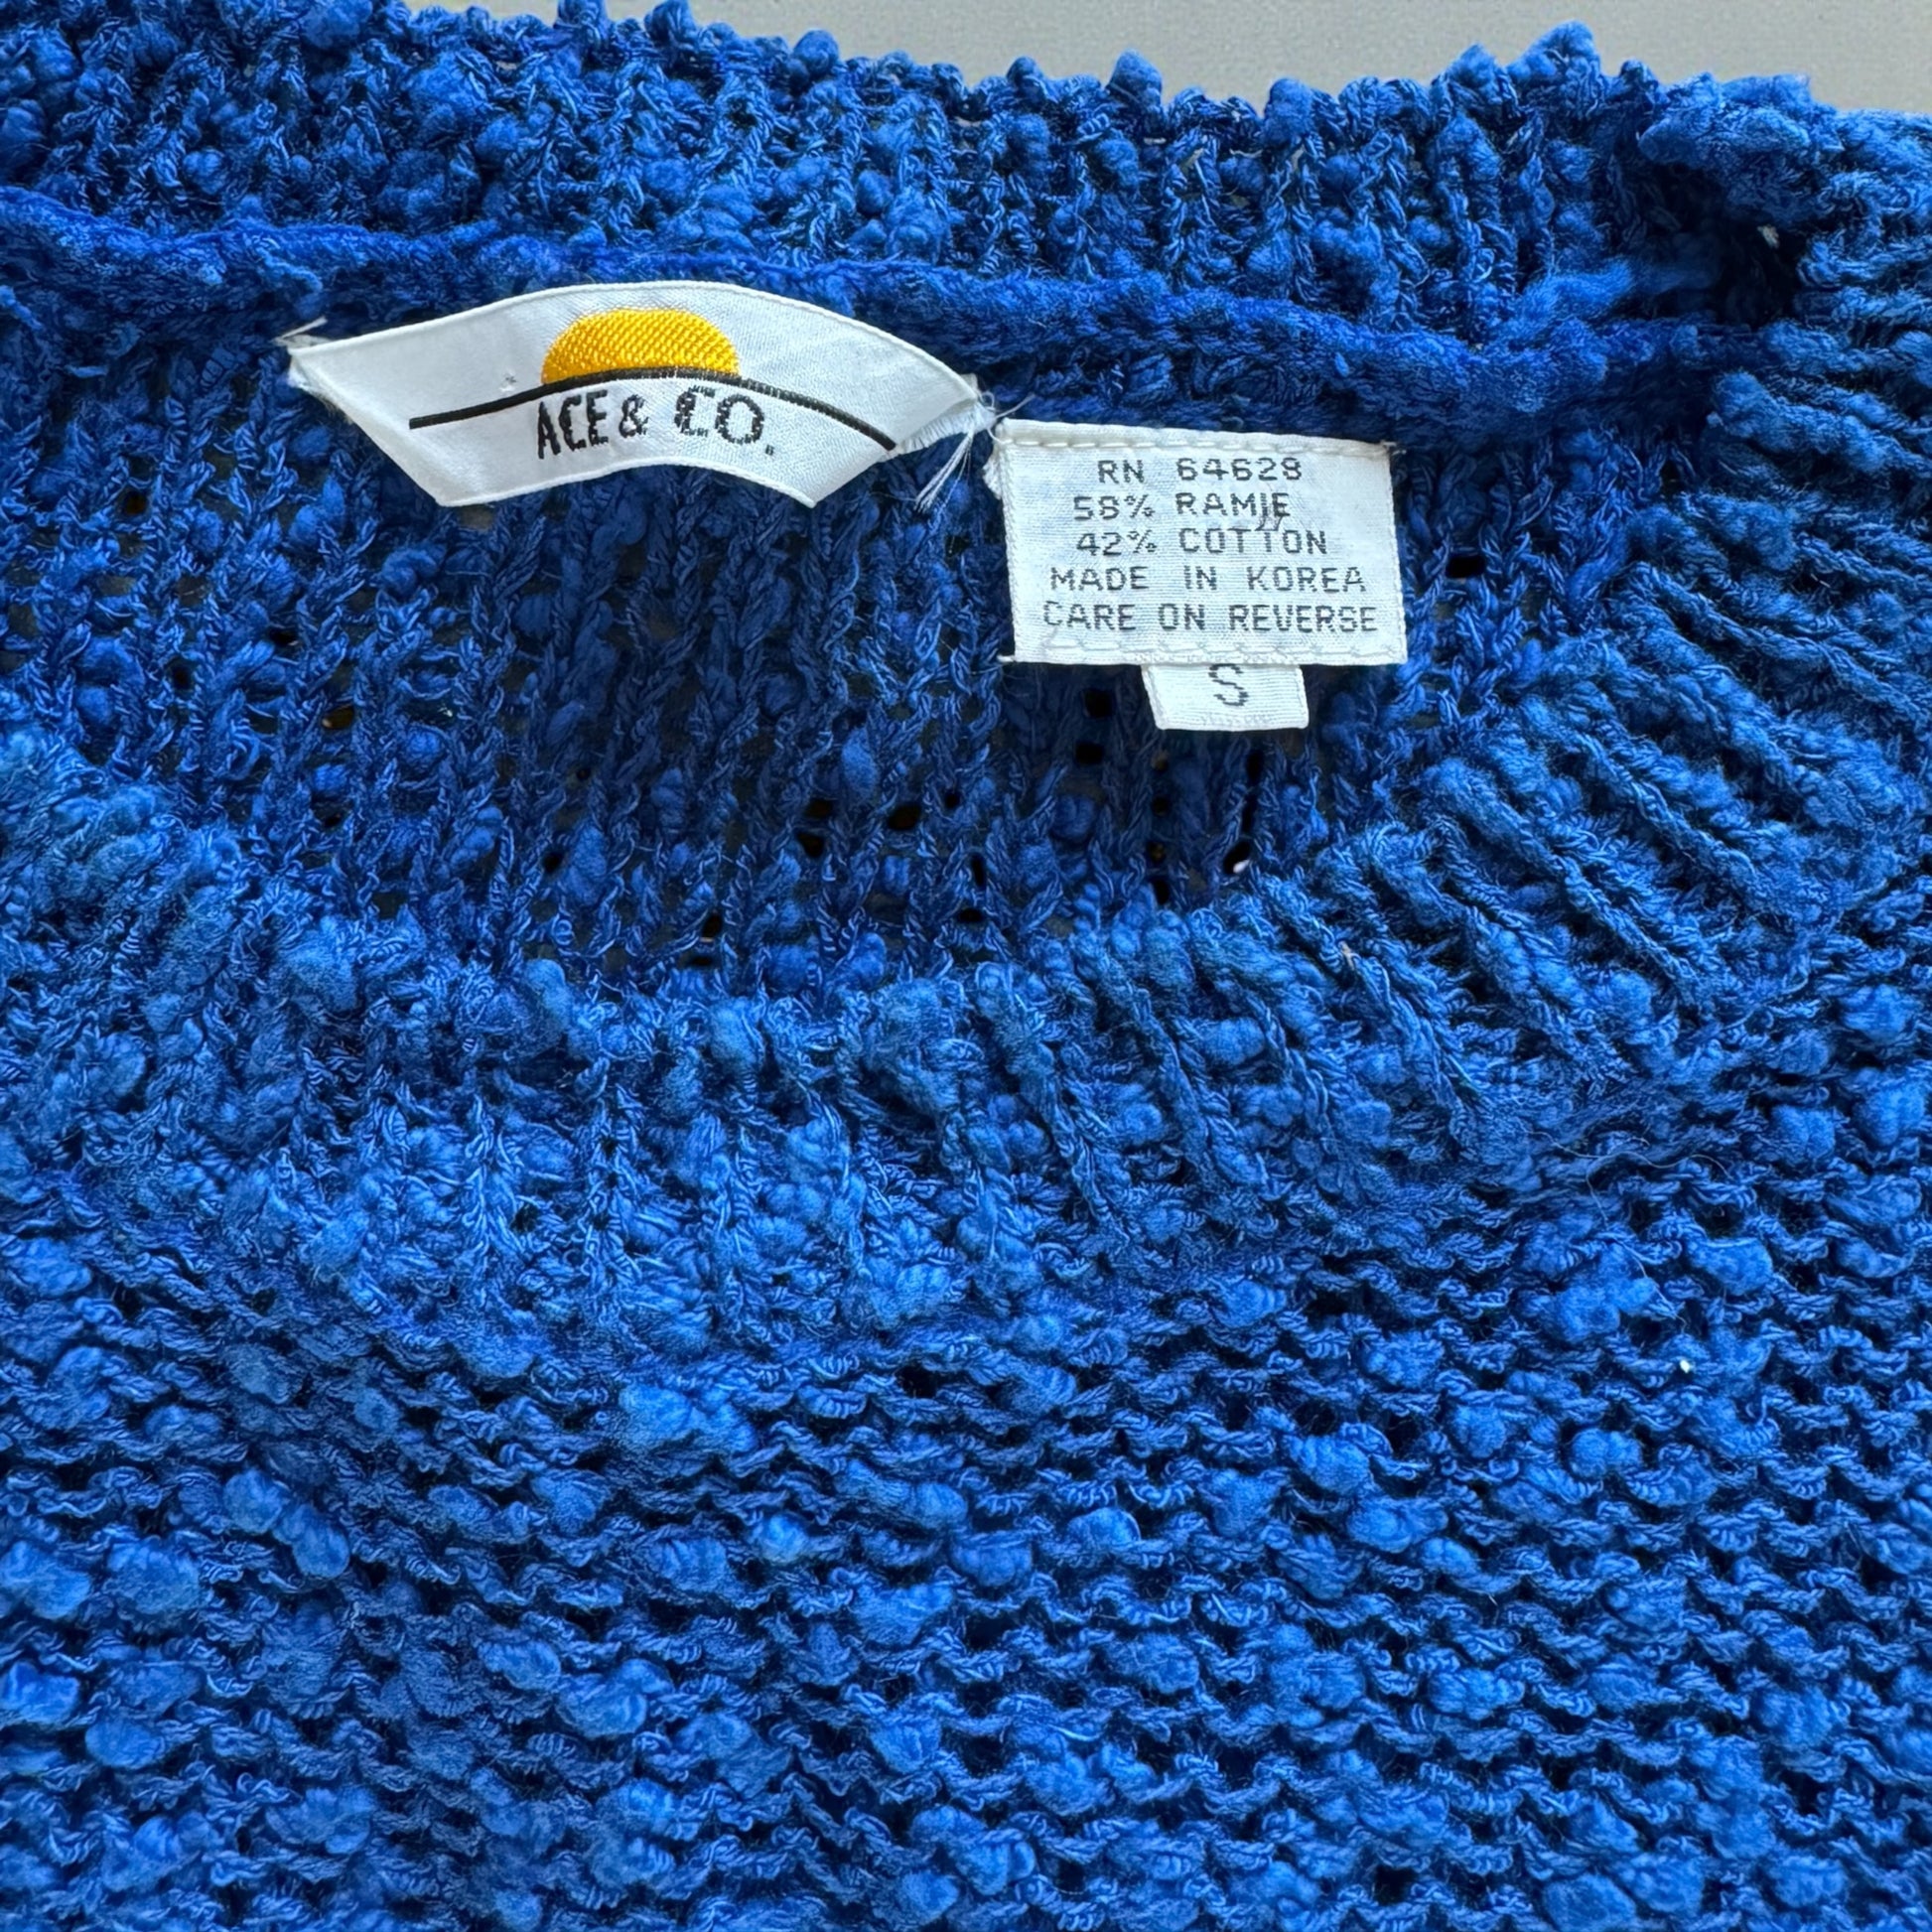 ACE & CO.
RN 64628
58% RAMIE
42% COTTON
MADE IN KOREA
CARE ON REVERSE
S